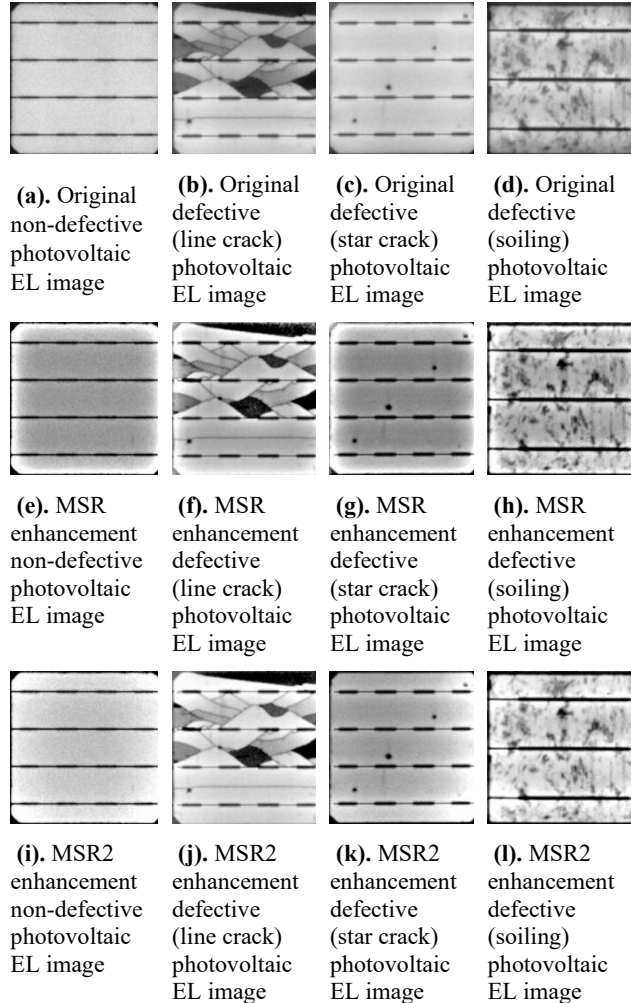 (a). Original
non-defective
photovoltaic
EL image
(b). Original
defective
(line crack)
photovoltaic
EL image
(c). Original
defective
(star crack)
photovoltaic
EL image
(d). Original
defective
(soiling)
photovoltaic
EL image
(e). MSR
enhancement
non-defective
photovoltaic
EL image
(f). MSR
enhancement
defective
(line crack)
photovoltaic
EL image
(g). MSR
enhancement
defective
(star crack)
photovoltaic
EL image
(h). MSR
enhancement
defective
(soiling)
photovoltaic
EL image
(i). MSR2
enhancement
non-defective
photovoltaic
EL image
(j). MSR2
enhancement
defective
(line crack)
photovoltaic
EL image
(k). MSR2
enhancement
defective
(star crack)
photovoltaic
EL image
(l). MSR2
enhancement
defective
(soiling)
photovoltaic
EL image